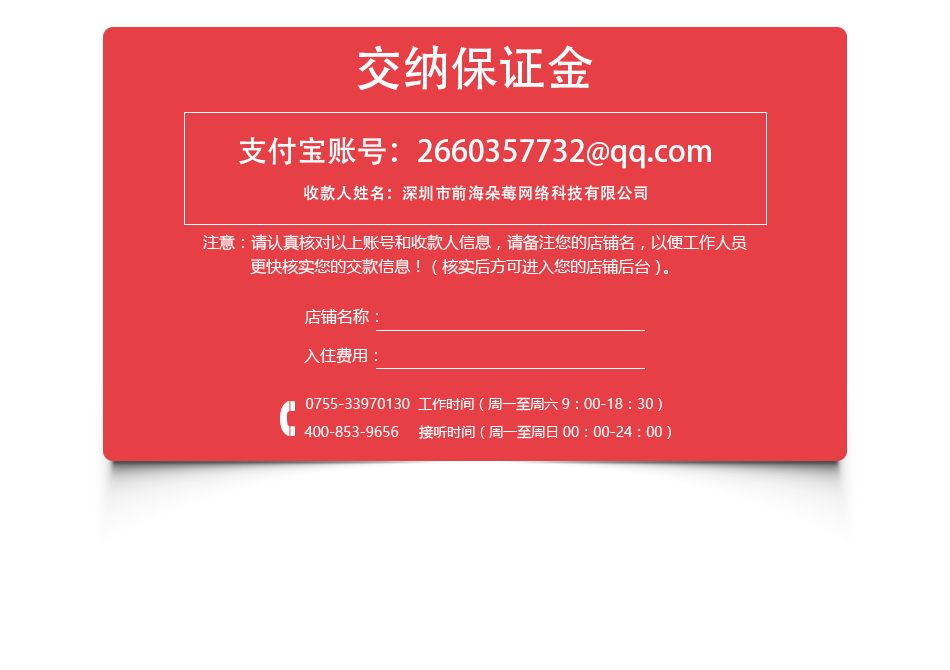 交纳保证金
支付宝账号：2660357732@qq.com
收款人姓名：深圳市前海朵莓网络科技有限公司
注意：请认真核对以上账号和收款人信息，请备注您的店铺名，以便工作人员
更快核实您的交款信息！（核实后方可进入您的店铺后台）。
店铺名称：
入住费用：
0755-33970130 工作时间（周一至周六 9：00-18：30）
400-853-9656 接听时间（周一至周日 00：00-24：00）